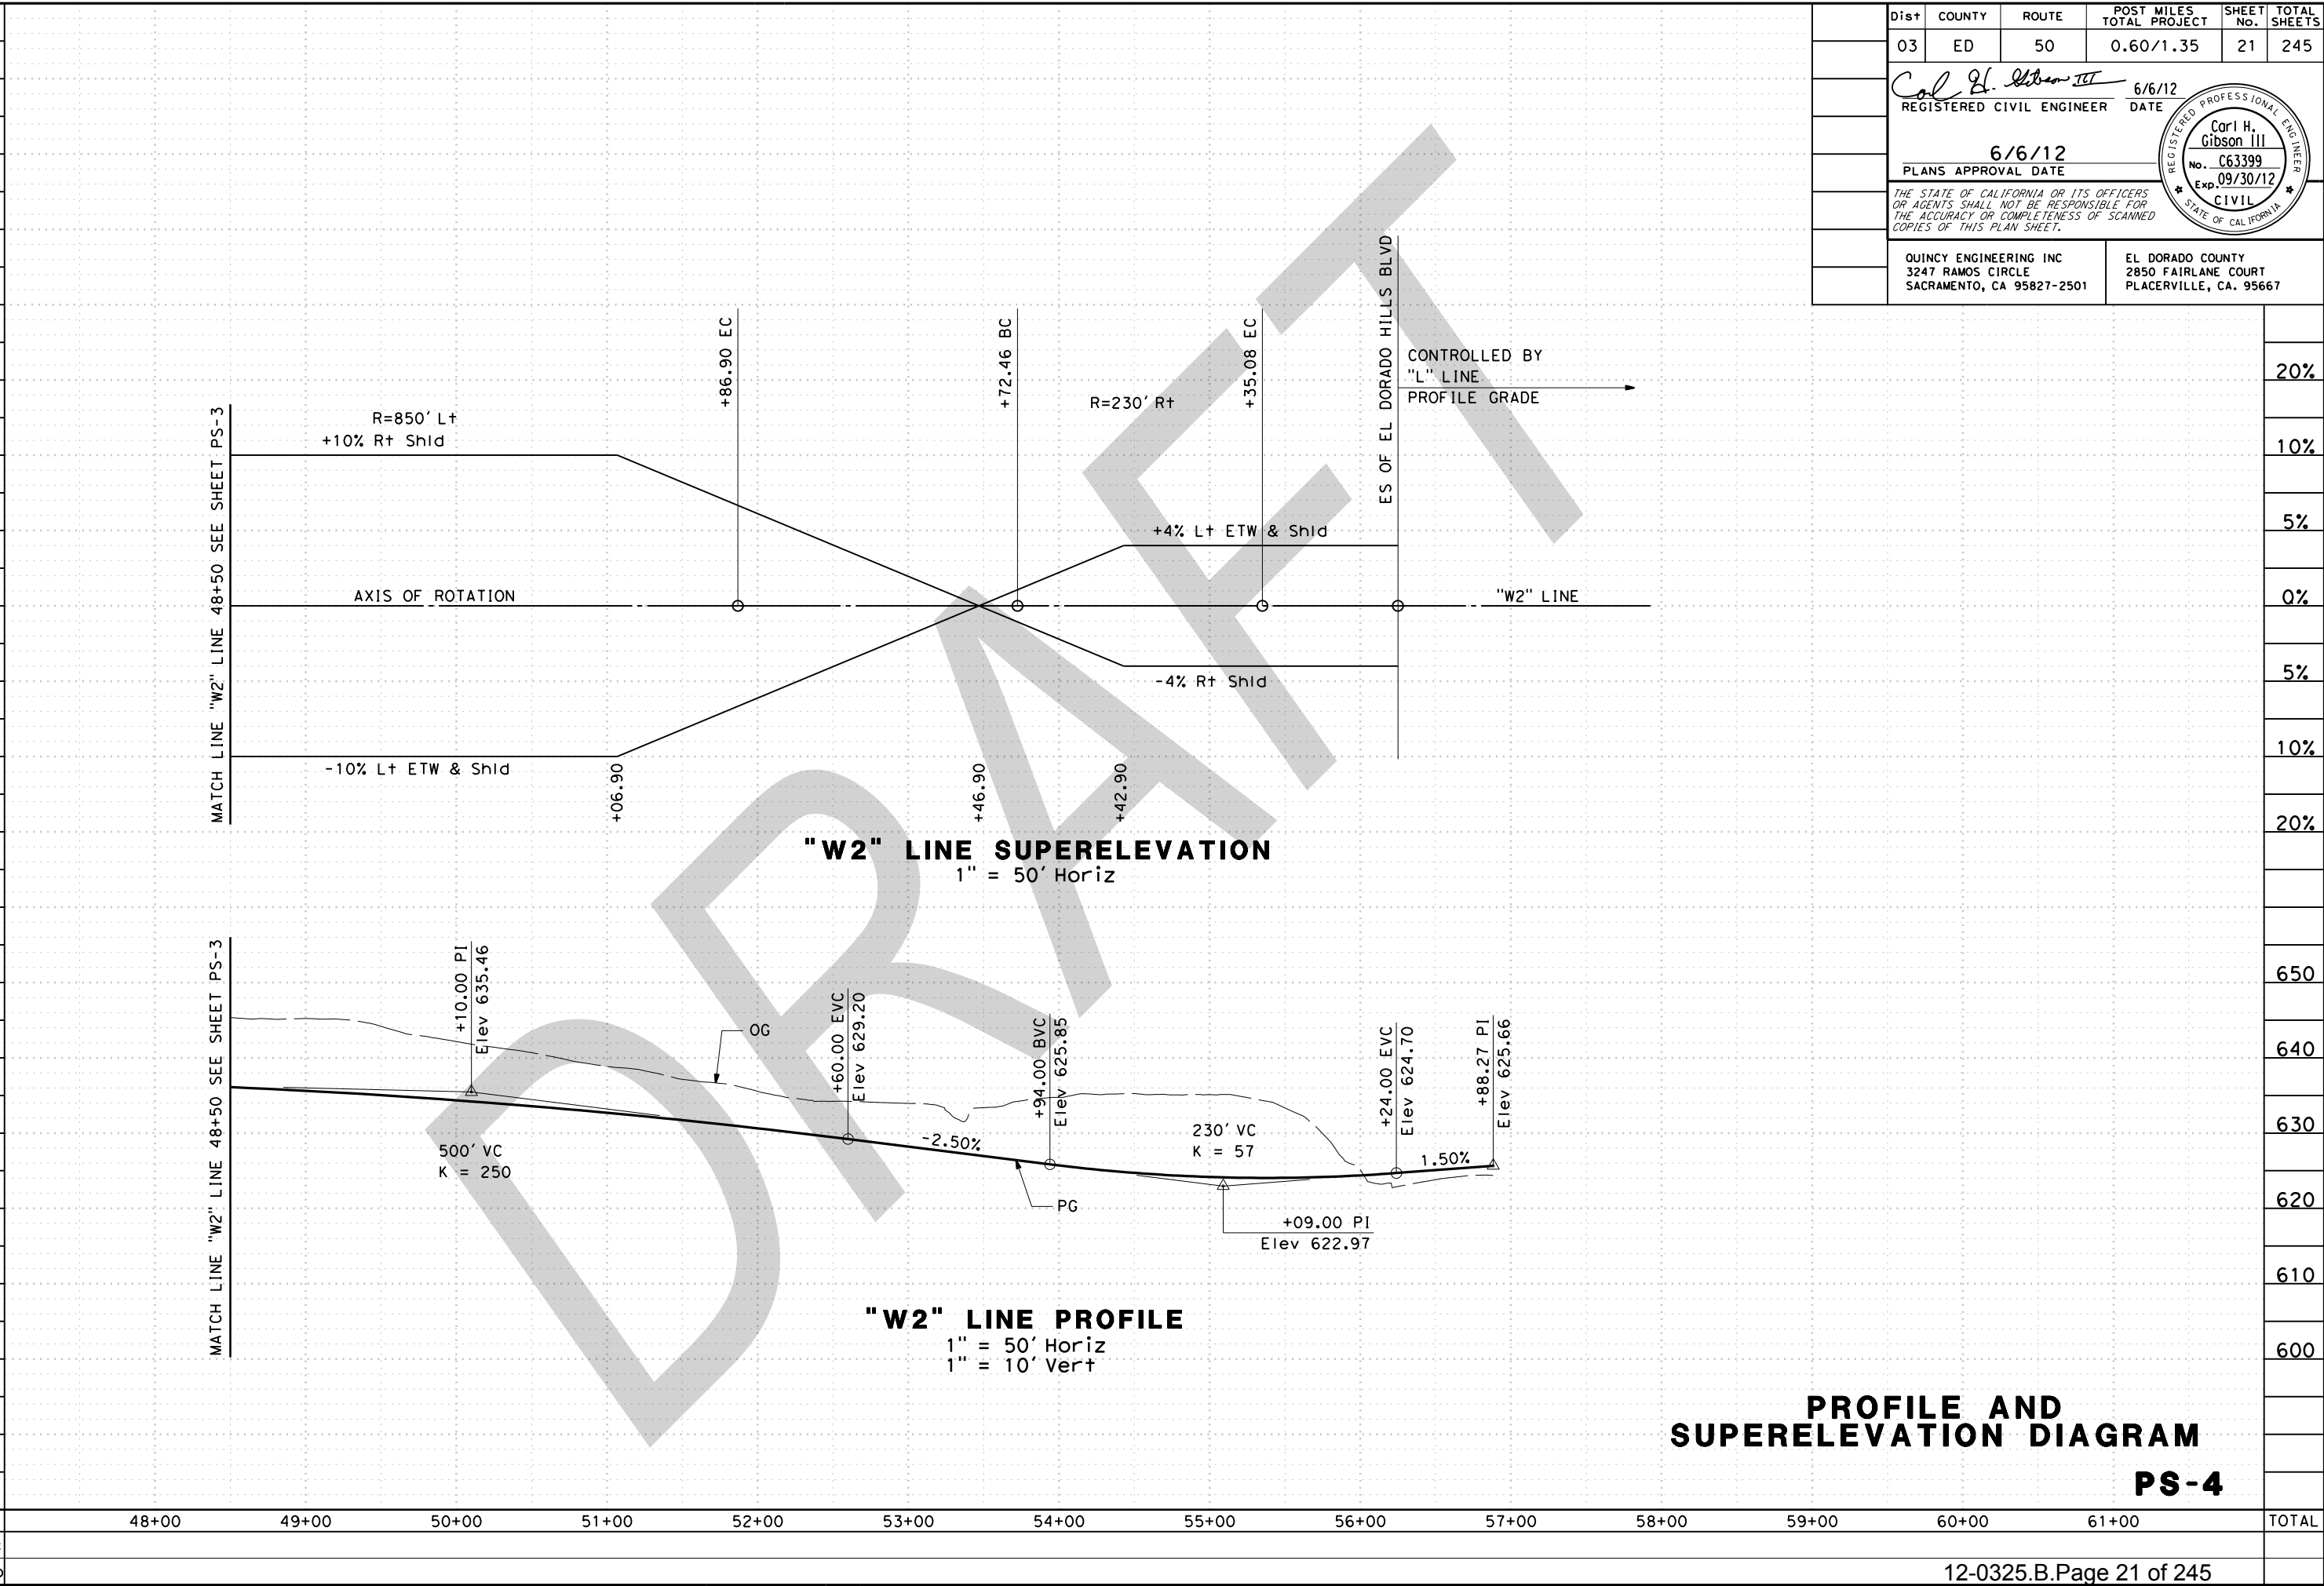 Dist COUNTY ROUTE POST MILES TOTAL PROJECT SHEET No. TOTAL SHEETS
03 ED 50 0.60/1.35 21 245
Carl H. Gibson III 6/6/12
REGISTERED CIVIL ENGINEER DATE
6/6/12
PLANS APPROVAL DATE
REGISTERED PROFESSIONAL ENGINEER
Carl H.
Gibson III
No. C63399
Exp. 09/30/12
CIVIL
STATE OF CALIFORNIA
THE STATE OF CALIFORNIA OR ITS OFFICERS
OR AGENTS SHALL NOT BE RESPONSIBLE FOR
THE ACCURACY OR COMPLETENESS OF SCANNED
COPIES OF THIS PLAN SHEET.
QUINCY ENGINEERING INC
3247 RAMOS CIRCLE
SACRAMENTO, CA 95827-2501
EL DORADO COUNTY
2850 FAIRLANE COURT
PLACERVILLE, CA. 95667
DRAFT
MATCH LINE "W2" LINE 48+50 SEE SHEET PS-3
R=850' Lt
+10% Rt Shld
+86.90 EC
+72.46 BC
R=230' Rt
+35.08 EC
ES OF EL DORADO HILLS BLVD
CONTROLLED BY
"L" LINE
PROFILE GRADE
+4% Lt ETW & Shld
AXIS OF ROTATION
"W2" LINE
-4% Rt Shld
-10% Lt ETW & Shld
+06.90
+46.90
+42.90
20%
10%
5%
0%
5%
10%
20%
"W2" LINE SUPERELEVATION
1" = 50' Horiz
MATCH LINE "W2" LINE 48+50 SEE SHEET PS-3
+10.00 PI
Elev 635.46
OG
+60.00 EVC
Elev 629.20
+94.00 BVC
Elev 625.85
+24.00 EVC
Elev 624.70
+88.27 PI
Elev 625.66
500' VC
K = 250
-2.50%
230' VC
K = 57
1.50%
PG
+09.00 PI
Elev 622.97
650
640
630
620
610
600
"W2" LINE PROFILE
1" = 50' Horiz
1" = 10' Vert
PROFILE AND
SUPERELEVATION DIAGRAM
PS-4
48+00 49+00 50+00 51+00 52+00 53+00 54+00 55+00 56+00 57+00 58+00 59+00 60+00 61+00 TOTAL
12-0325.B.Page 21 of 245